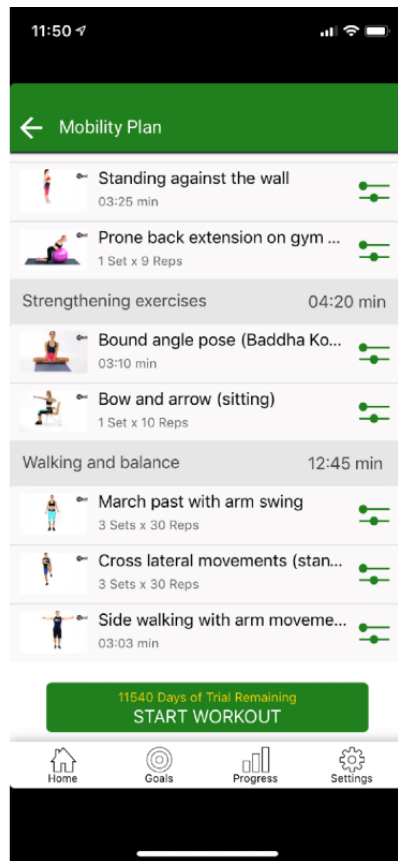 11:50
Mobility Plan
Standing against the wall
03:25 min
Prone back extension on gym ...
1 Set x 9 Reps
Strengthening exercises 04:20 min
Bound angle pose (Baddha Ko...
03:10 min
Bow and arrow (sitting)
1 Set x 10 Reps
Walking and balance 12:45 min
March past with arm swing
3 Sets x 30 Reps
Cross lateral movements (stan...
3 Sets x 30 Reps
Side walking with arm moveme...
03:03 min
11540 Days of Trial Remaining
START WORKOUT
Home Goals Progress Settings